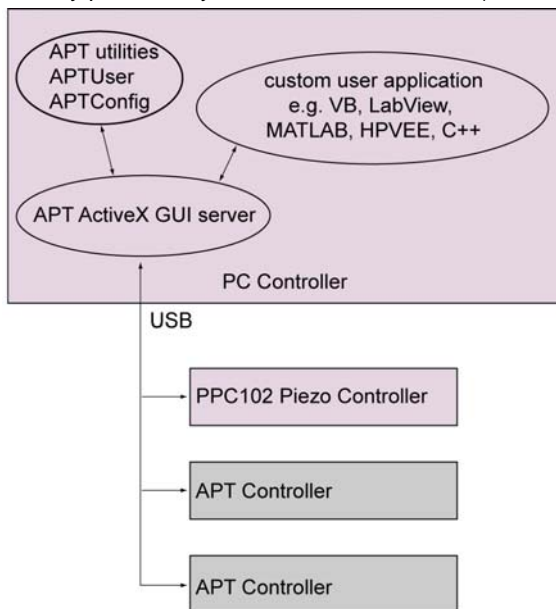 APT utilities
APTUser
APTConfig
custom user application
e.g. VB, LabView,
MATLAB, HPVEE, C++
APT ActiveX GUI server
PC Controller
USB
PPC102 Piezo Controller
APT Controller
APT Controller